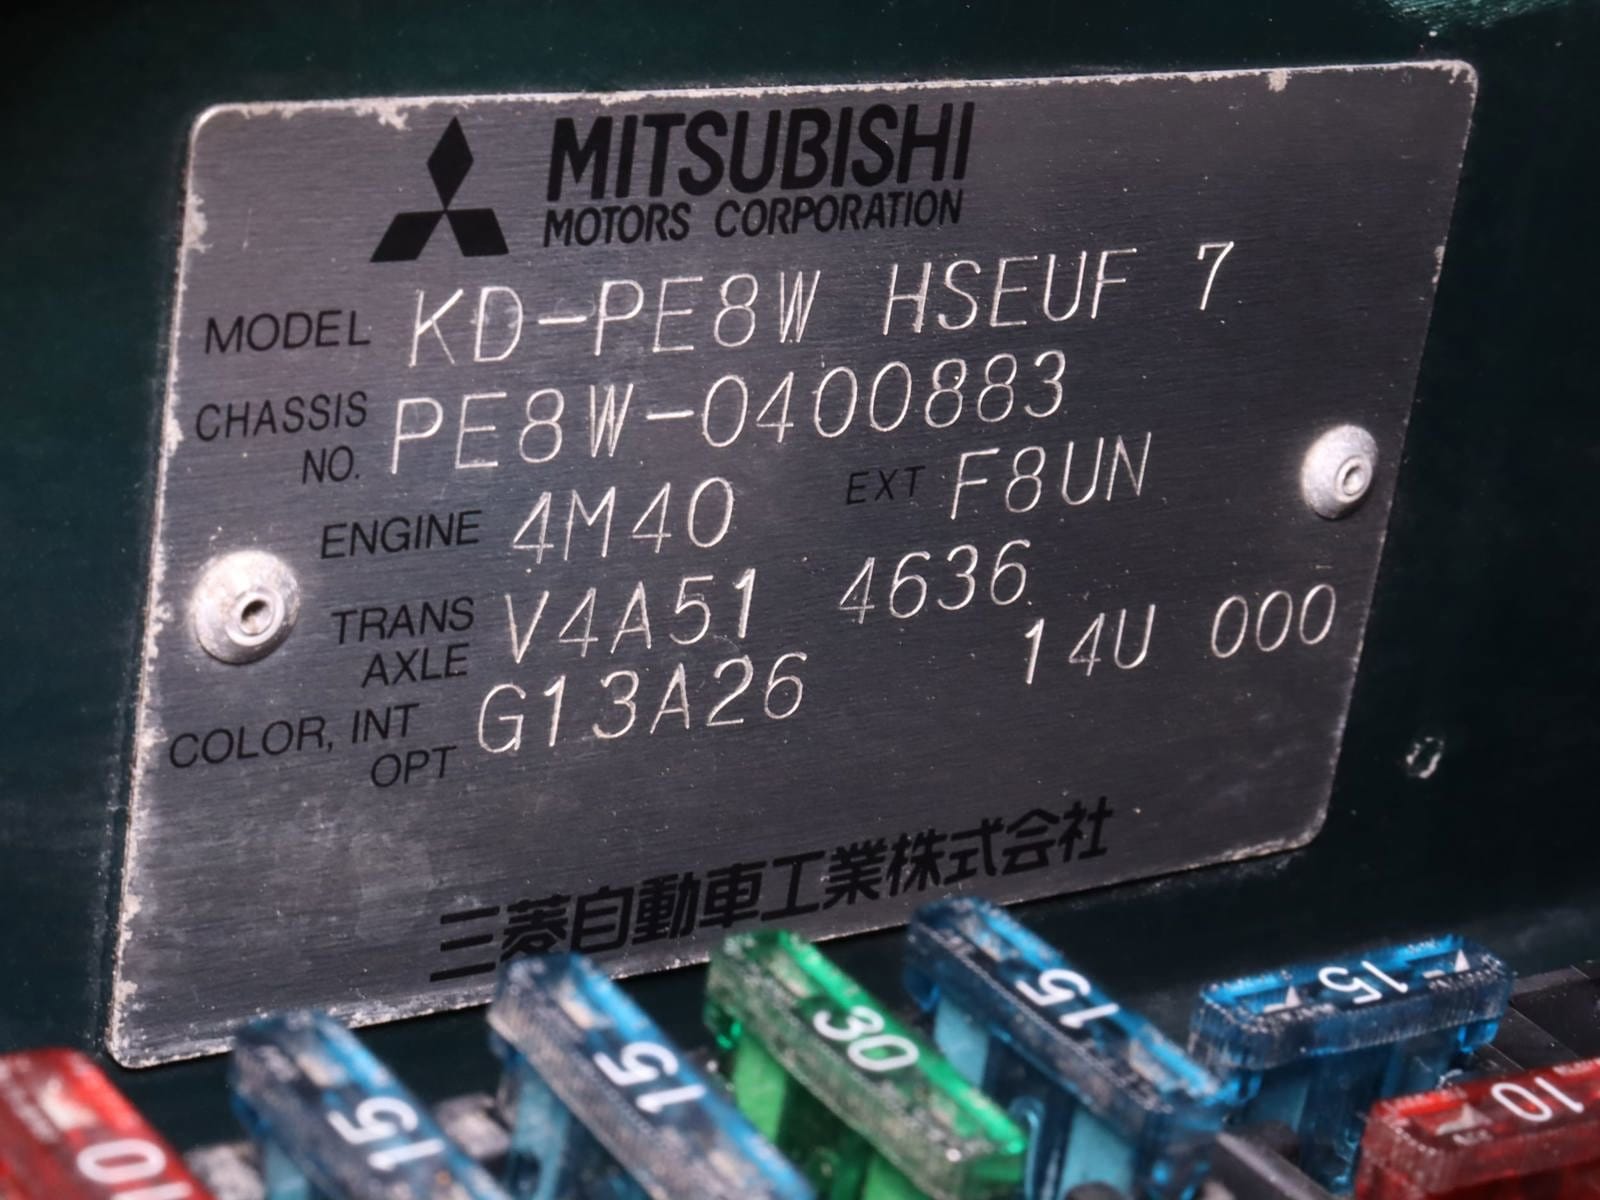 MITSUBISHI
MOTORS CORPORATION
MODEL KD-PE8W HSEUF 7
CHASSIS NO. PE8W-0400883
ENGINE 4M40 EXT F8UN
TRANS AXLE V4A51 4636
COLOR, INT OPT G13A26 14U 000
三菱自動車工業株式会社
10
15
15
30
15
15
10